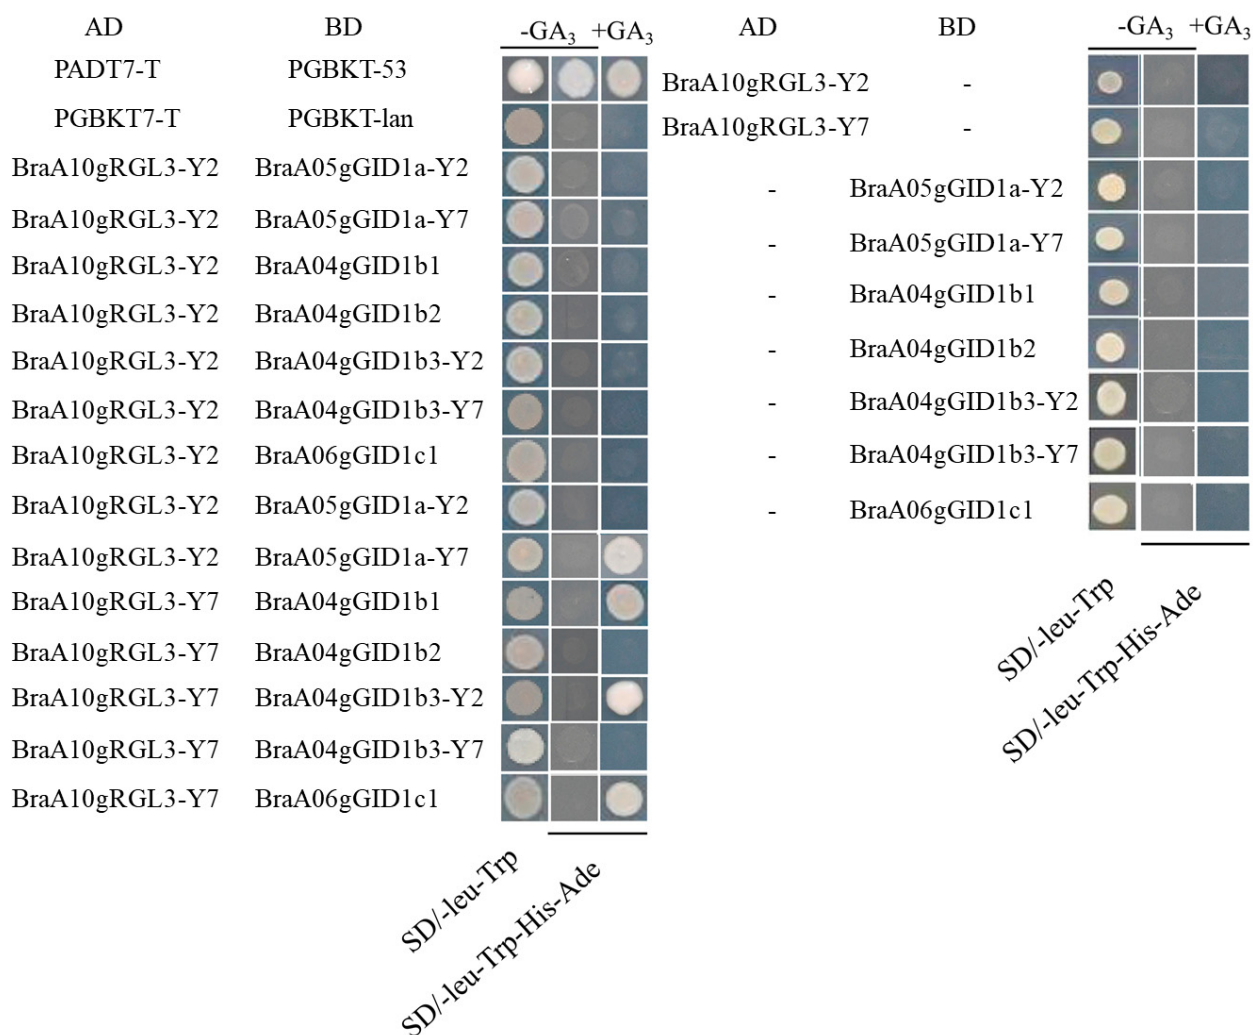 AD BD -GA3 +GA3
PADT7-T PGBKT-53
PGBKT7-T PGBKT-lan
BraA10gRGL3-Y2 BraA05gGID1a-Y2
BraA10gRGL3-Y2 BraA05gGID1a-Y7
BraA10gRGL3-Y2 BraA04gGID1b1
BraA10gRGL3-Y2 BraA04gGID1b2
BraA10gRGL3-Y2 BraA04gGID1b3-Y2
BraA10gRGL3-Y2 BraA04gGID1b3-Y7
BraA10gRGL3-Y2 BraA06gGID1c1
BraA10gRGL3-Y2 BraA05gGID1a-Y2
BraA10gRGL3-Y2 BraA05gGID1a-Y7
BraA10gRGL3-Y7 BraA04gGID1b1
BraA10gRGL3-Y7 BraA04gGID1b2
BraA10gRGL3-Y7 BraA04gGID1b3-Y2
BraA10gRGL3-Y7 BraA04gGID1b3-Y7
BraA10gRGL3-Y7 BraA06gGID1c1
SD/-leu-Trp
SD/-leu-Trp-His-Ade
AD BD -GA3 +GA3
BraA10gRGL3-Y2 -
BraA10gRGL3-Y7 -
- BraA05gGID1a-Y2
- BraA05gGID1a-Y7
- BraA04gGID1b1
- BraA04gGID1b2
- BraA04gGID1b3-Y2
- BraA04gGID1b3-Y7
- BraA06gGID1c1
SD/-leu-Trp
SD/-leu-Trp-His-Ade